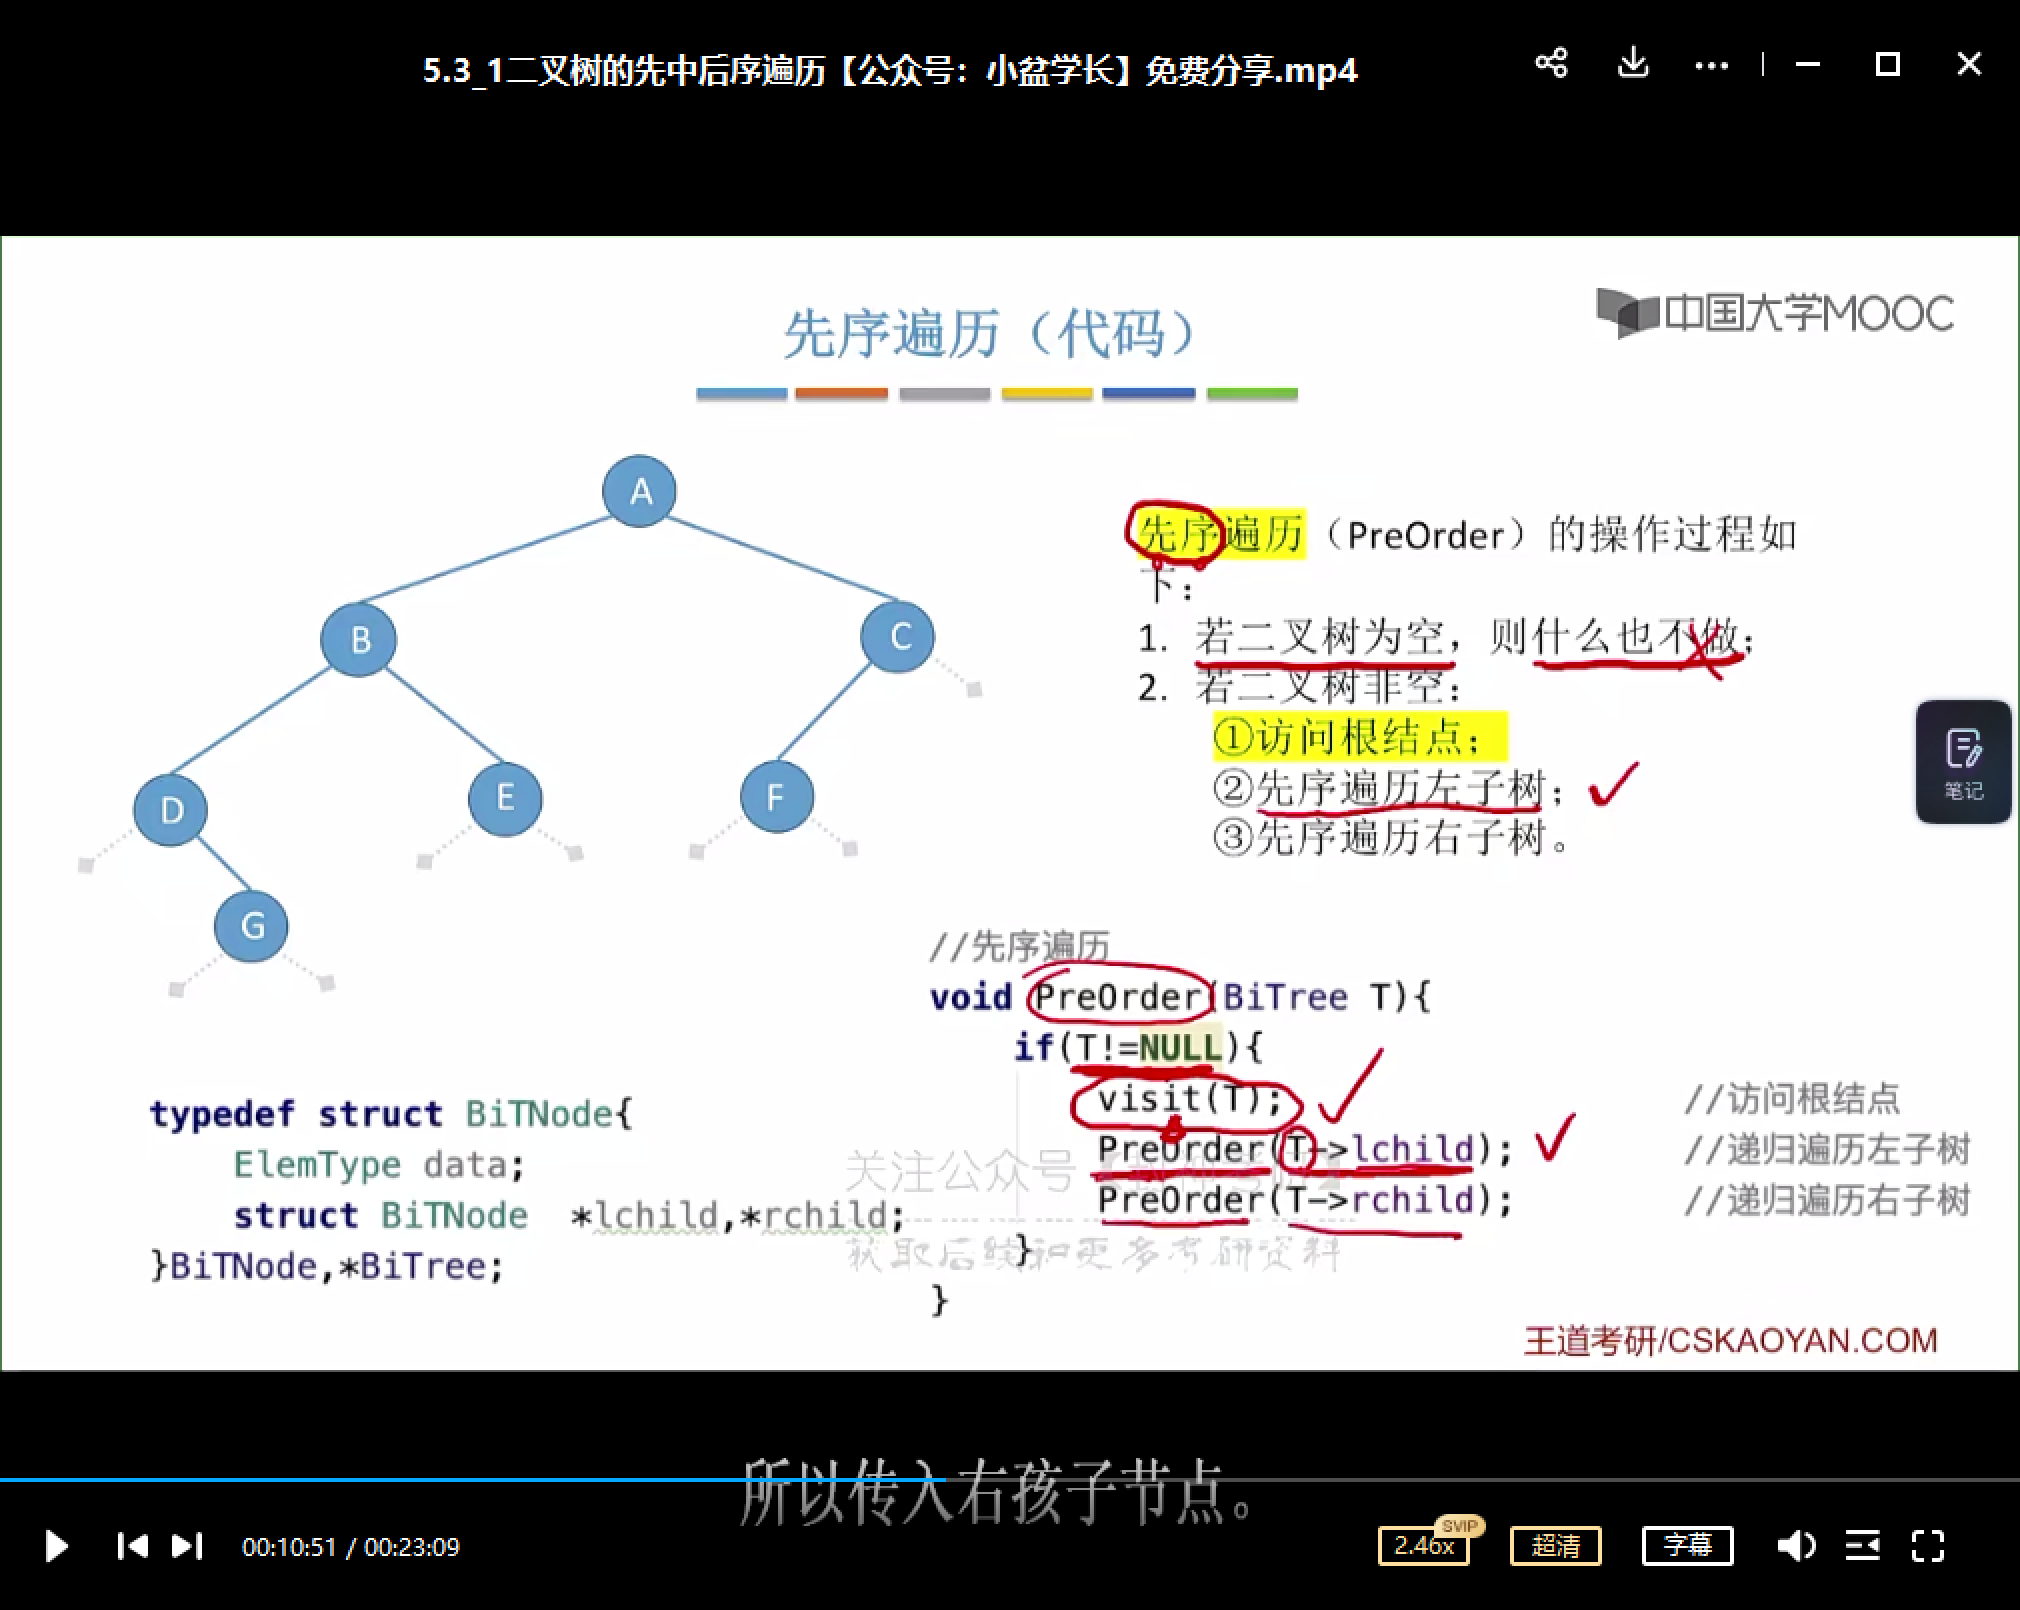 5.3_1二叉树的先中后序遍历【公众号：小盆学长】免费分享.mp4
中国大学MOOC
先序遍历（代码）
A
B
C
D
E
F
G
先序遍历（PreOrder）的操作过程如
下：
1. 若二叉树为空，则什么也不做；
2. 若二叉树非空：
①访问根结点；
②先序遍历左子树；
③先序遍历右子树。
笔记
//先序遍历
void PreOrder(BiTree T){
if(T!=NULL){
visit(T); //访问根结点
PreOrder(T->lchild); //递归遍历左子树
PreOrder(T->rchild); //递归遍历右子树
}
}
typedef struct BiTNode{
ElemType data;
struct BiTNode *lchild,*rchild;
}BiTNode,*BiTree;
关注公众号
获取后续和更多考研资料
王道考研/CSKAOYAN.COM
所以传入右孩子节点。
00:10:51 / 00:23:09
2.46x
SVIP
超清
字幕